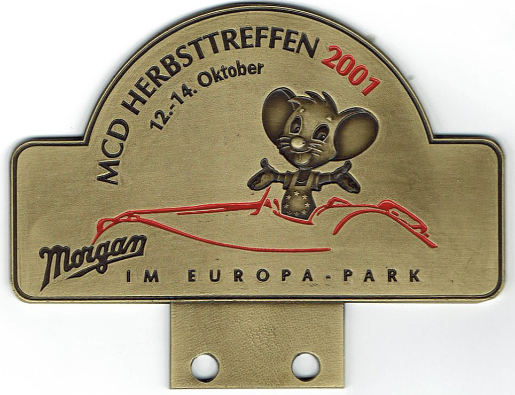 MCD HERBSTTREFFEN 2001
12.-14. Oktober
Morgan
IM EUROPA-PARK